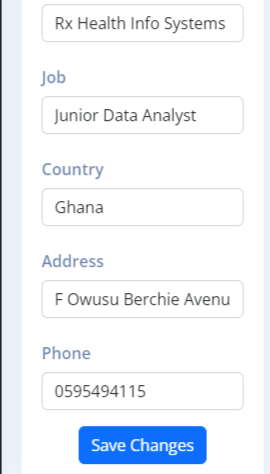 Rx Health Info Systems
Job
Junior Data Analyst
Country
Ghana
Address
F Owusu Berchie Avenu
Phone
0595494115
Save Changes